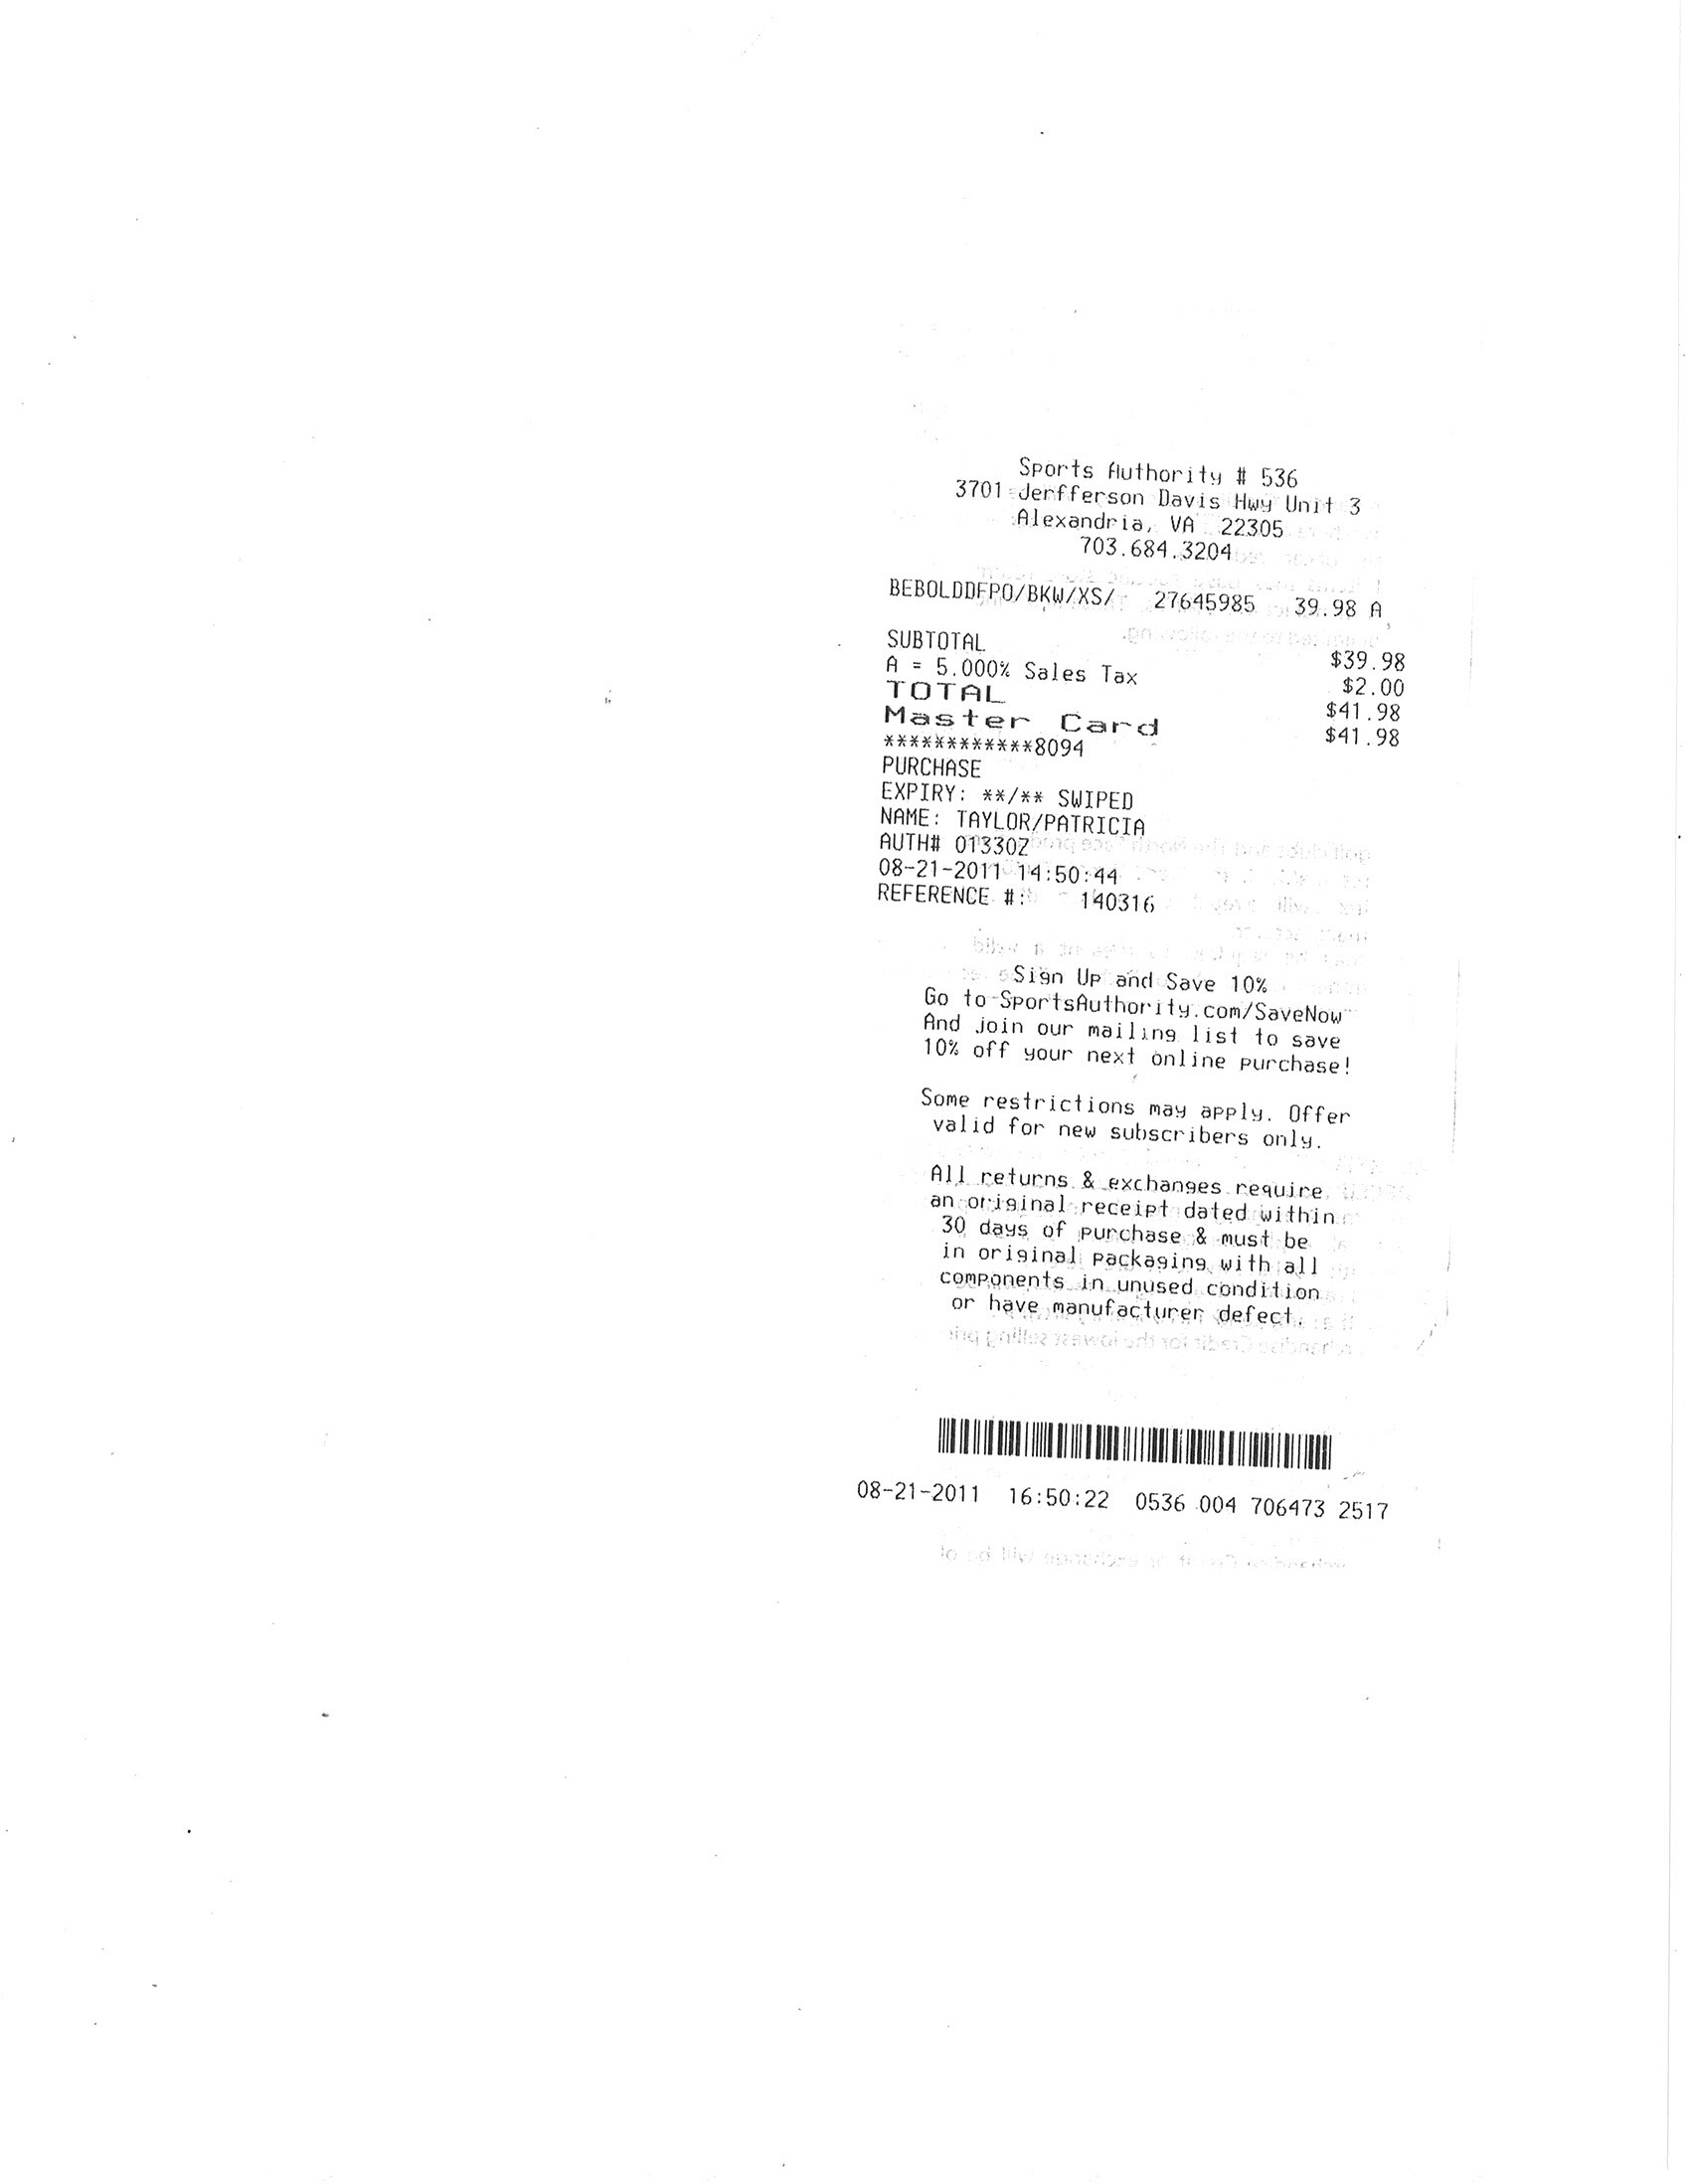 Sports Authority # 536
3701 Jerfferson Davis Hwy Unit 3
Alexandria, VA 22305
703.684.3204
BEBOLDDFPO/BKW/XS/ 27645985 39.98 A
SUBTOTAL $39.98
A = 5.000% Sales Tax $2.00
TOTAL $41.98
Master Card $41.98
************8094
PURCHASE
EXPIRY: **/** SWIPED
NAME: TAYLOR/PATRICIA
AUTH# 01330Z
08-21-2011 14:50:44
REFERENCE #: 140316
Sign Up and Save 10%
Go to SportsAuthority.com/SaveNow
And join our mailing list to save
10% off your next online purchase!
Some restrictions may apply. Offer
valid for new subscribers only.
All returns & exchanges require
an original receipt dated within
30 days of purchase & must be
in original packaging with all
components in unused condition
or have manufacturer defect.
08-21-2011 16:50:22 0536 004 706473 2517